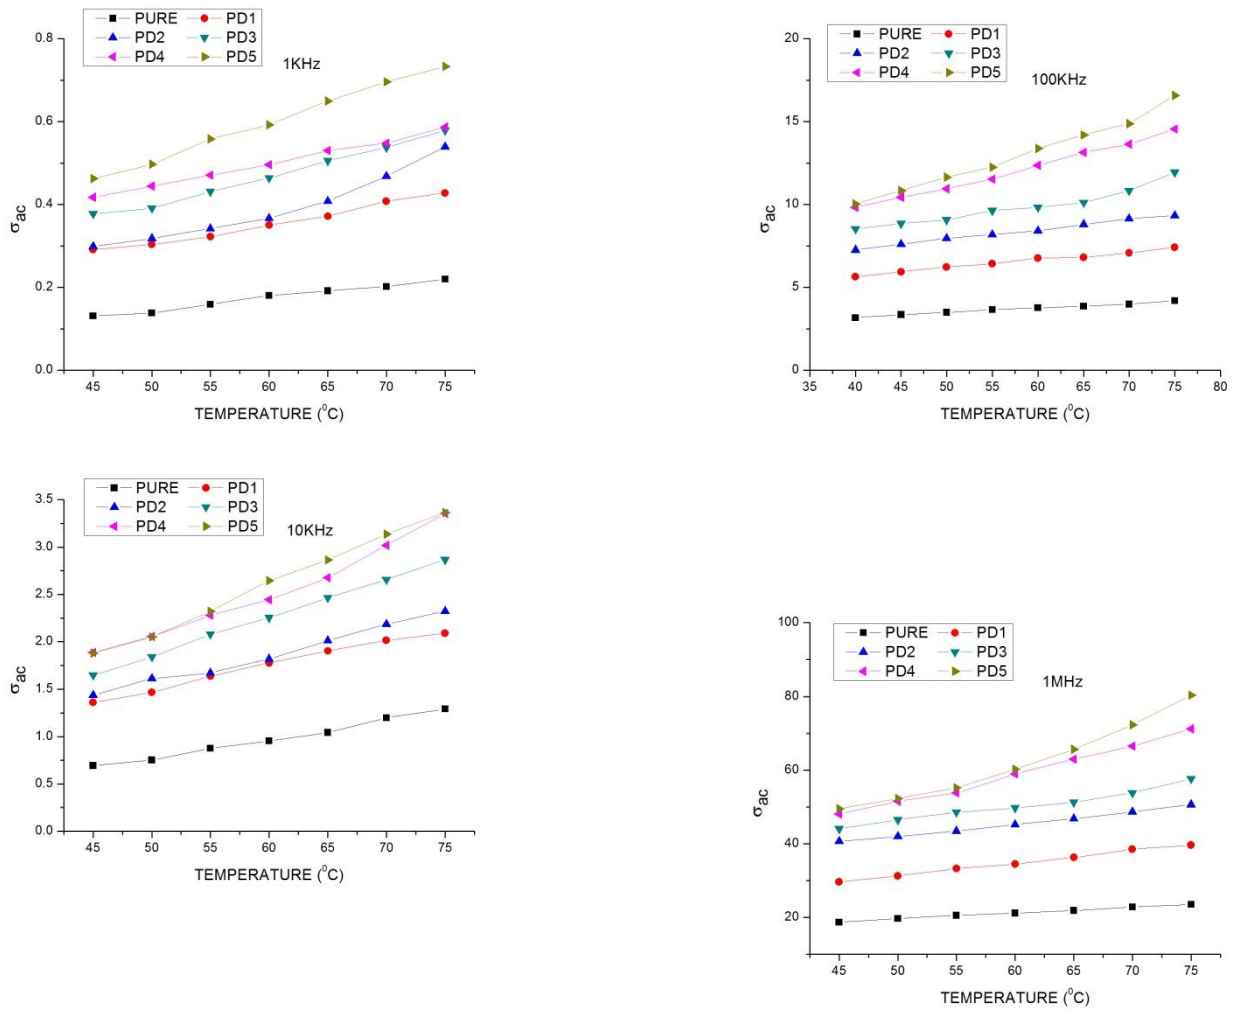 PURE PD1
PD2 PD3
PD4 PD5
1KHz
0.8
0.6
0.4
0.2
0.0
σac
45 50 55 60 65 70 75
TEMPERATURE (⁰C)
PURE PD1
PD2 PD3
PD4 PD5
100KHz
20
15
10
5
0
σac
35 40 45 50 55 60 65 70 75 80
TEMPERATURE (⁰C)
PURE PD1
PD2 PD3
PD4 PD5
10KHz
3.5
3.0
2.5
2.0
1.5
1.0
0.5
0.0
σac
45 50 55 60 65 70 75
TEMPERATURE (⁰C)
PURE PD1
PD2 PD3
PD4 PD5
1MHz
100
80
60
40
20
σac
45 50 55 60 65 70 75
TEMPERATURE (⁰C)